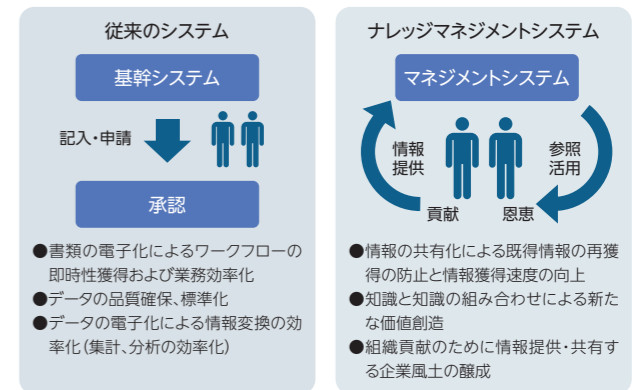 従来のシステム
基幹システム
記入・申請
承認
●書類の電子化によるワークフローの
即時性獲得および業務効率化
●データの品質確保、標準化
●データの電子化による情報変換の効
率化(集計、分析の効率化)
ナレッジマネジメントシステム
マネジメントシステム
情報
提供
参照
活用
貢献
恩恵
●情報の共有化による既得情報の再獲
得の防止と情報獲得速度の向上
●知識と知識の組み合わせによる新た
な価値創造
●組織貢献のために情報提供・共有す
る企業風土の醸成